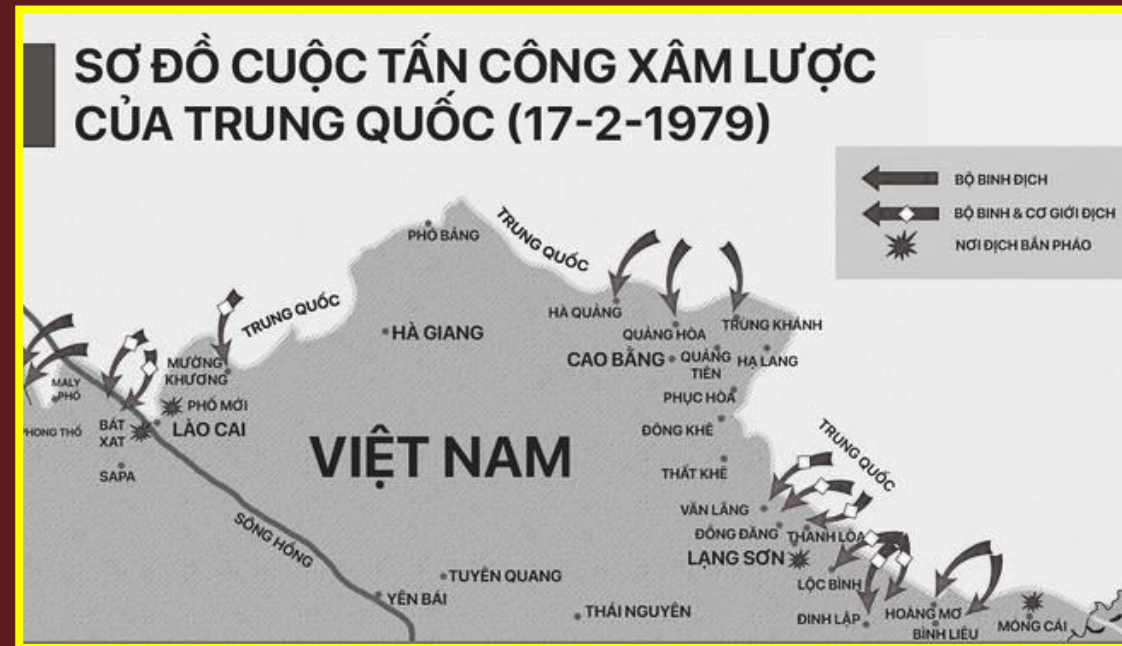 SƠ ĐỒ CUỘC TẤN CÔNG XÂM LƯỢC
CỦA TRUNG QUỐC (17-2-1979)
BỘ BINH ĐỊCH
BỘ BINH & CƠ GIỚI ĐỊCH
NƠI ĐỊCH BẮN PHÁO
PHÓ BẢNG
TRUNG QUỐC
TRUNG QUỐC
HÀ GIANG
HÀ QUẢNG
QUẢNG HÒA
TRÙNG KHÁNH
CAO BẰNG
QUẢNG
TIÊN
HẠ LANG
PHỤC HÒA
MƯỜNG
KHƯƠNG
MALY
PHÓ
PHỐ MỚI
PHONG THỔ
BÁT
XAT
LÀO CAI
SAPA
VIỆT NAM
ĐÔNG KHÊ
THẤT KHÊ
TRUNG QUỐC
VĂN LÃNG
ĐỒNG ĐĂNG
THANH LÒA
LẠNG SƠN
SÔNG HỒNG
LỘC BÌNH
TUYÊN QUANG
YÊN BÁI
THÁI NGUYÊN
ĐINH LẬP
HOÀNG MƠ
BÌNH LIÊU
MÓNG CÁI